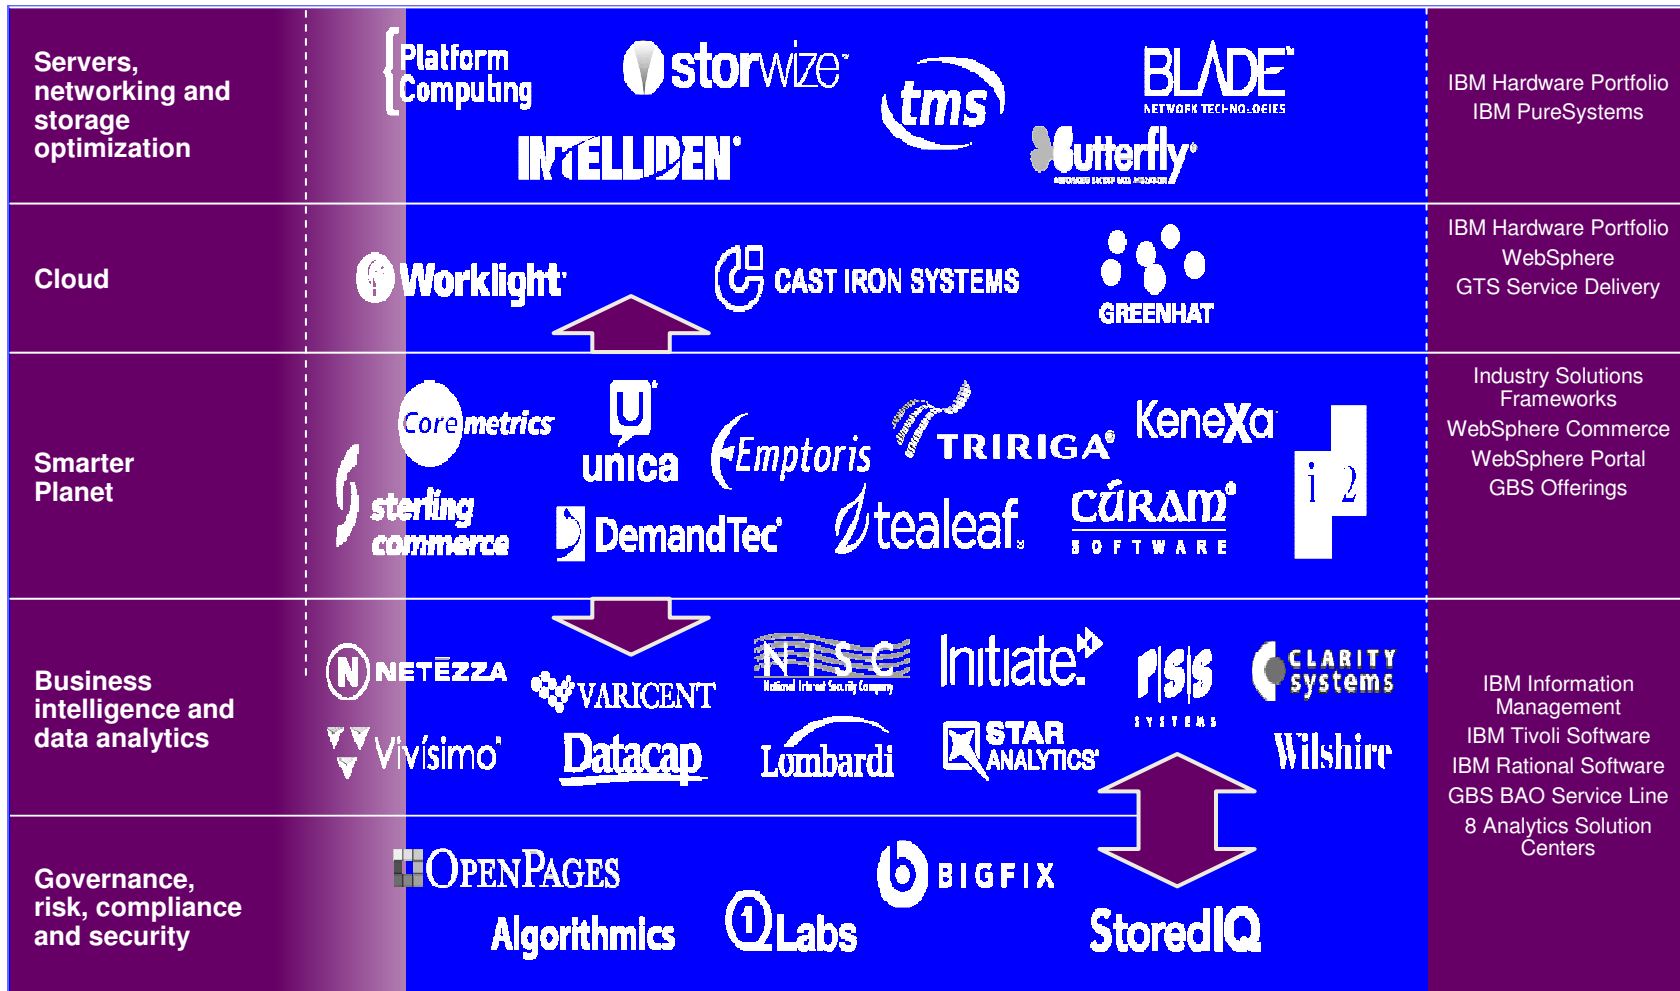 Servers,
networking and
storage
optimization
Platform
Computing
storwize™
tms
BLADE™
NETWORK TECHNOLOGIES
INTELLIDEN®
Butterfly
IBM Hardware Portfolio
IBM PureSystems
Cloud
Worklight
CAST IRON SYSTEMS
GREENHAT
IBM Hardware Portfolio
WebSphere
GTS Service Delivery
Smarter
Planet
Coremetrics
U
unica
Emptoris
TRIRIGA®
Kenexa
i2
sterling
commerce
DemandTec
tealeaf
CÚRAM®
SOFTWARE
Industry Solutions
Frameworks
WebSphere Commerce
WebSphere Portal
GBS Offerings
Business
intelligence and
data analytics
N NETEZZA
VARICENT
NISC
National Interest Security Company
Initiate
PSS
SYSTEMS
CLARITY
systems
Vivísimo
Datacap
Lombardi
STAR
ANALYTICS
Wilshire
IBM Information
Management
IBM Tivoli Software
IBM Rational Software
GBS BAO Service Line
8 Analytics Solution
Centers
Governance,
risk, compliance
and security
OPENPAGES
Algorithmics
Q1 Labs
BIGFIX
StoredIQ